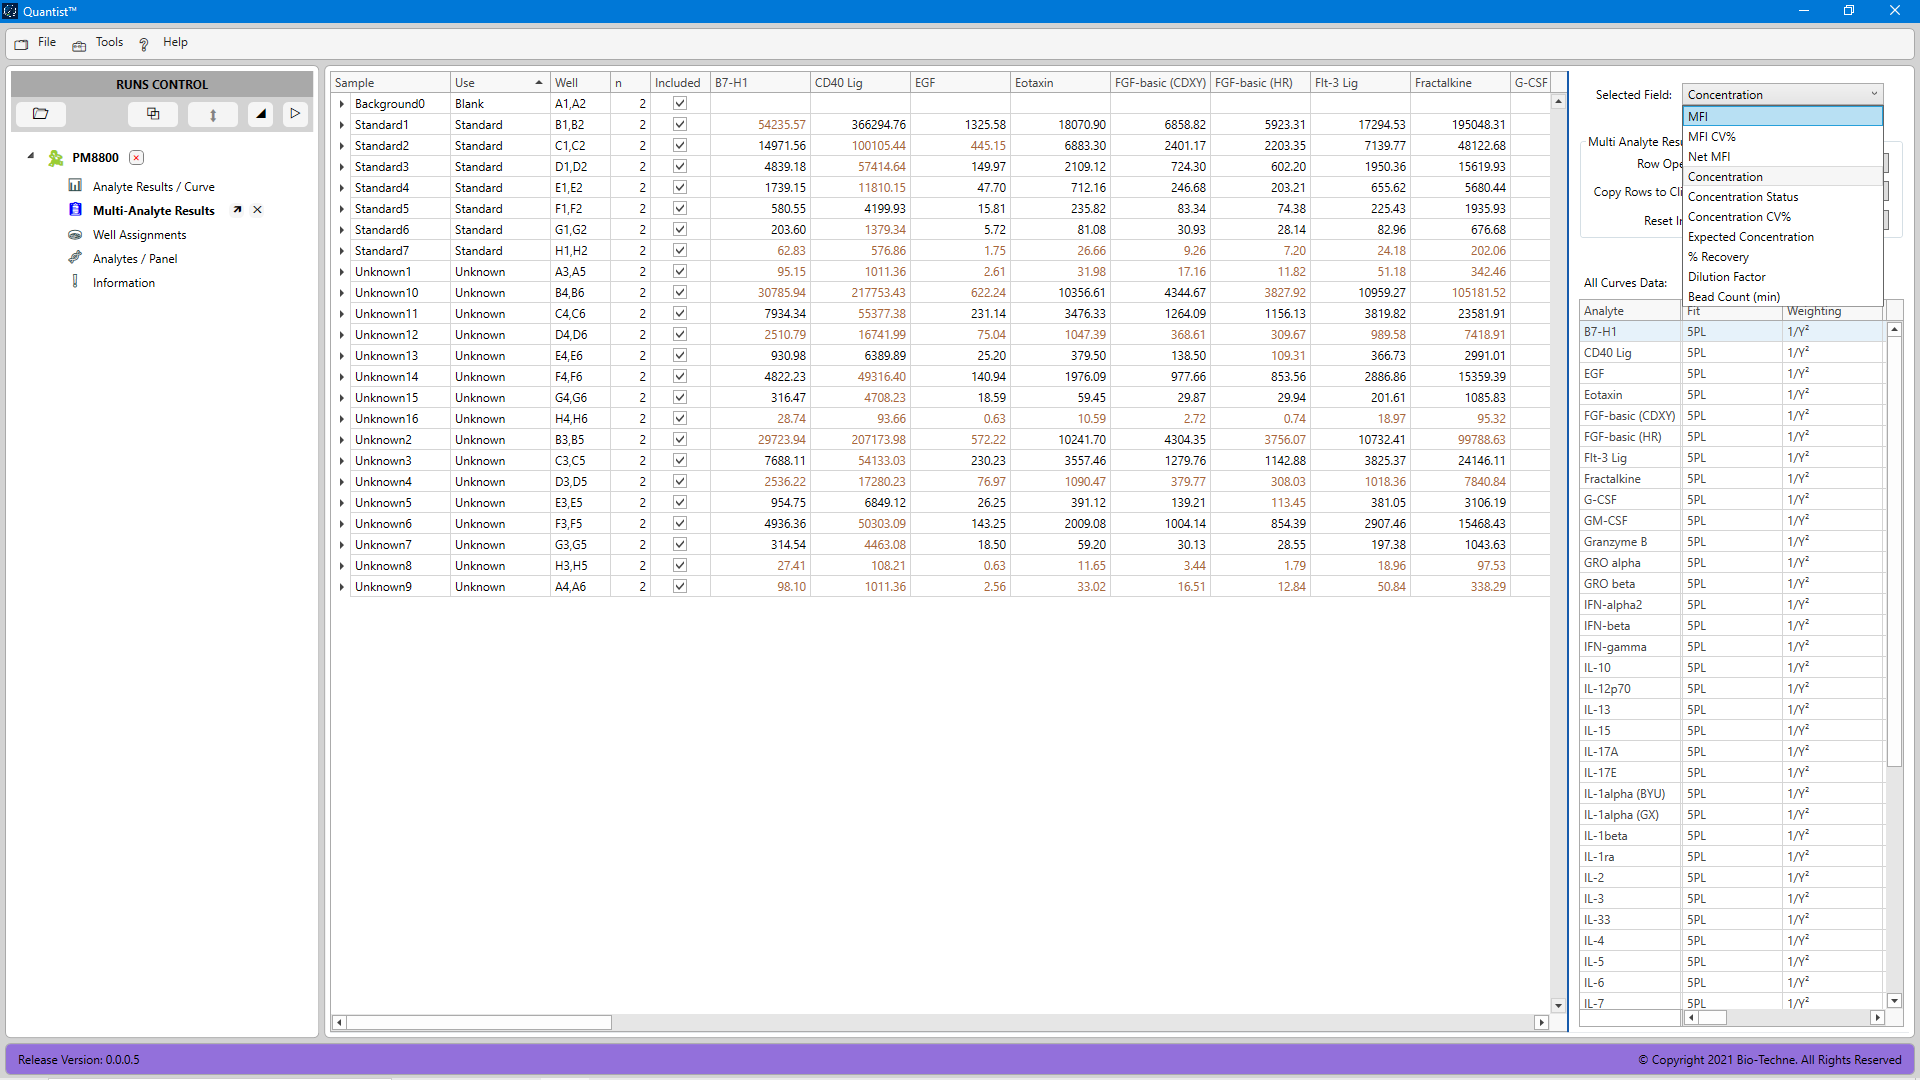 Quantist™
File Tools Help
RUNS CONTROL
PM8800
Analyte Results / Curve
Multi-Analyte Results
Well Assignments
Analytes / Panel
Information
Sample Use Well n Included B7-H1 CD40 Lig EGF Eotaxin FGF-basic (CDXY) FGF-basic (HR) Flt-3 Lig Fractalkine G-CSF
Background0 Blank A1,A2 2
Standard1 Standard B1,B2 2 54235.57 366294.76 1325.58 18070.90 6858.82 5923.31 17294.53 195048.31
Standard2 Standard C1,C2 2 14971.56 100105.44 445.15 6883.30 2401.17 2203.35 7139.77 48122.68
Standard3 Standard D1,D2 2 4839.18 57414.64 149.97 2109.12 724.30 602.20 1950.36 15619.93
Standard4 Standard E1,E2 2 1739.15 11810.15 47.70 712.16 246.68 203.21 655.62 5680.44
Standard5 Standard F1,F2 2 580.55 4199.93 15.81 235.82 83.34 74.38 225.43 1935.93
Standard6 Standard G1,G2 2 203.60 1379.34 5.72 81.08 30.93 28.14 82.96 676.68
Standard7 Standard H1,H2 2 62.83 576.86 1.75 26.66 9.26 7.20 24.18 202.06
Unknown1 Unknown A3,A5 2 95.15 1011.36 2.61 31.98 17.16 11.82 51.18 342.46
Unknown10 Unknown B4,B6 2 30785.94 217753.43 622.24 10356.61 4344.67 3827.92 10959.27 105181.52
Unknown11 Unknown C4,C6 2 7934.34 55377.38 231.14 3476.33 1264.09 1156.13 3819.82 23581.91
Unknown12 Unknown D4,D6 2 2510.79 16741.99 75.04 1047.39 368.61 309.67 989.58 7418.91
Unknown13 Unknown E4,E6 2 930.98 6389.89 25.20 379.50 138.50 109.31 366.73 2991.01
Unknown14 Unknown F4,F6 2 4822.23 49316.40 140.94 1976.09 977.66 853.56 2886.86 15359.39
Unknown15 Unknown G4,G6 2 316.47 4708.23 18.59 59.45 29.87 29.94 201.61 1085.83
Unknown16 Unknown H4,H6 2 28.74 93.66 0.63 10.59 2.72 0.74 18.97 95.32
Unknown2 Unknown B3,B5 2 29723.94 207173.98 572.22 10241.70 4304.35 3756.07 10732.41 99788.63
Unknown3 Unknown C3,C5 2 7688.11 54133.03 230.23 3557.46 1279.76 1142.88 3825.37 24146.11
Unknown4 Unknown D3,D5 2 2536.22 17280.23 76.97 1090.47 379.77 308.03 1018.36 7840.84
Unknown5 Unknown E3,E5 2 954.75 6849.12 26.25 391.12 139.21 113.45 381.05 3106.19
Unknown6 Unknown F3,F5 2 4936.36 50303.09 143.25 2009.08 1004.14 854.39 2907.46 15468.43
Unknown7 Unknown G3,G5 2 314.54 4463.08 18.50 59.20 30.13 28.55 197.38 1043.63
Unknown8 Unknown H3,H5 2 27.41 108.21 0.63 11.65 3.44 1.79 18.96 97.53
Unknown9 Unknown A4,A6 2 98.10 1011.36 2.56 33.02 16.51 12.84 50.84 338.29
Selected Field: Concentration
MFI
MFI CV%
Net MFI
Concentration
Concentration Status
Concentration CV%
Expected Concentration
% Recovery
Dilution Factor
Bead Count (min)
Multi Analyte Resu
Row Ope
Copy Rows to Cli
Reset In
All Curves Data:
Analyte Fit Weighting
B7-H1 5PL 1/Y²
CD40 Lig 5PL 1/Y²
EGF 5PL 1/Y²
Eotaxin 5PL 1/Y²
FGF-basic (CDXY) 5PL 1/Y²
FGF-basic (HR) 5PL 1/Y²
Flt-3 Lig 5PL 1/Y²
Fractalkine 5PL 1/Y²
G-CSF 5PL 1/Y²
GM-CSF 5PL 1/Y²
Granzyme B 5PL 1/Y²
GRO alpha 5PL 1/Y²
GRO beta 5PL 1/Y²
IFN-alpha2 5PL 1/Y²
IFN-beta 5PL 1/Y²
IFN-gamma 5PL 1/Y²
IL-10 5PL 1/Y²
IL-12p70 5PL 1/Y²
IL-13 5PL 1/Y²
IL-15 5PL 1/Y²
IL-17A 5PL 1/Y²
IL-17E 5PL 1/Y²
IL-1alpha (BYU) 5PL 1/Y²
IL-1alpha (GX) 5PL 1/Y²
IL-1beta 5PL 1/Y²
IL-1ra 5PL 1/Y²
IL-2 5PL 1/Y²
IL-3 5PL 1/Y²
IL-33 5PL 1/Y²
IL-4 5PL 1/Y²
IL-5 5PL 1/Y²
IL-6 5PL 1/Y²
IL-7 5PL 1/Y²
Release Version: 0.0.0.5
© Copyright 2021 Bio-Techne. All Rights Reserved